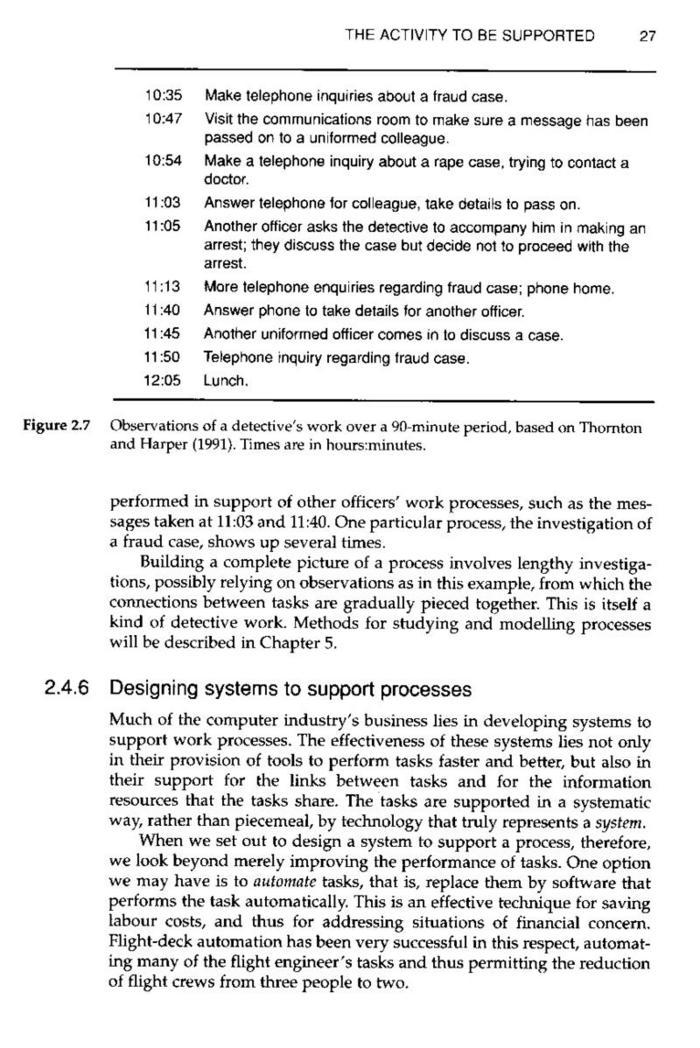 THE ACTIVITY TO BE SUPPORTED 27
10:35 Make telephone inquiries about a fraud case.
10:47 Visit the communications room to make sure a message has been
passed on to a uniformed colleague.
10:54 Make a telephone inquiry about a rape case, trying to contact a
doctor.
11:03 Answer telephone for colleague, take details to pass on.
11:05 Another officer asks the detective to accompany him in making an
arrest; they discuss the case but decide not to proceed with the
arrest.
11:13 More telephone enquiries regarding fraud case; phone home.
11:40 Answer phone to take details for another officer.
11:45 Another uniformed officer comes in to discuss a case.
11:50 Telephone inquiry regarding fraud case.
12:05 Lunch.
Figure 2.7 Observations of a detective's work over a 90-minute period, based on Thornton
and Harper (1991). Times are in hours:minutes.
performed in support of other officers' work processes, such as the mes-
sages taken at 11:03 and 11:40. One particular process, the investigation of
a fraud case, shows up several times.
Building a complete picture of a process involves lengthy investiga-
tions, possibly relying on observations as in this example, from which the
connections between tasks are gradually pieced together. This is itself a
kind of detective work. Methods for studying and modelling processes
will be described in Chapter 5.
2.4.6 Designing systems to support processes
Much of the computer industry's business lies in developing systems to
support work processes. The effectiveness of these systems lies not only
in their provision of tools to perform tasks faster and better, but also in
their support for the links between tasks and for the information
resources that the tasks share. The tasks are supported in a systematic
way, rather than piecemeal, by technology that truly represents a system.
When we set out to design a system to support a process, therefore,
we look beyond merely improving the performance of tasks. One option
we may have is to automate tasks, that is, replace them by software that
performs the task automatically. This is an effective technique for saving
labour costs, and thus for addressing situations of financial concern.
Flight-deck automation has been very successful in this respect, automat-
ing many of the flight engineer's tasks and thus permitting the reduction
of flight crews from three people to two.